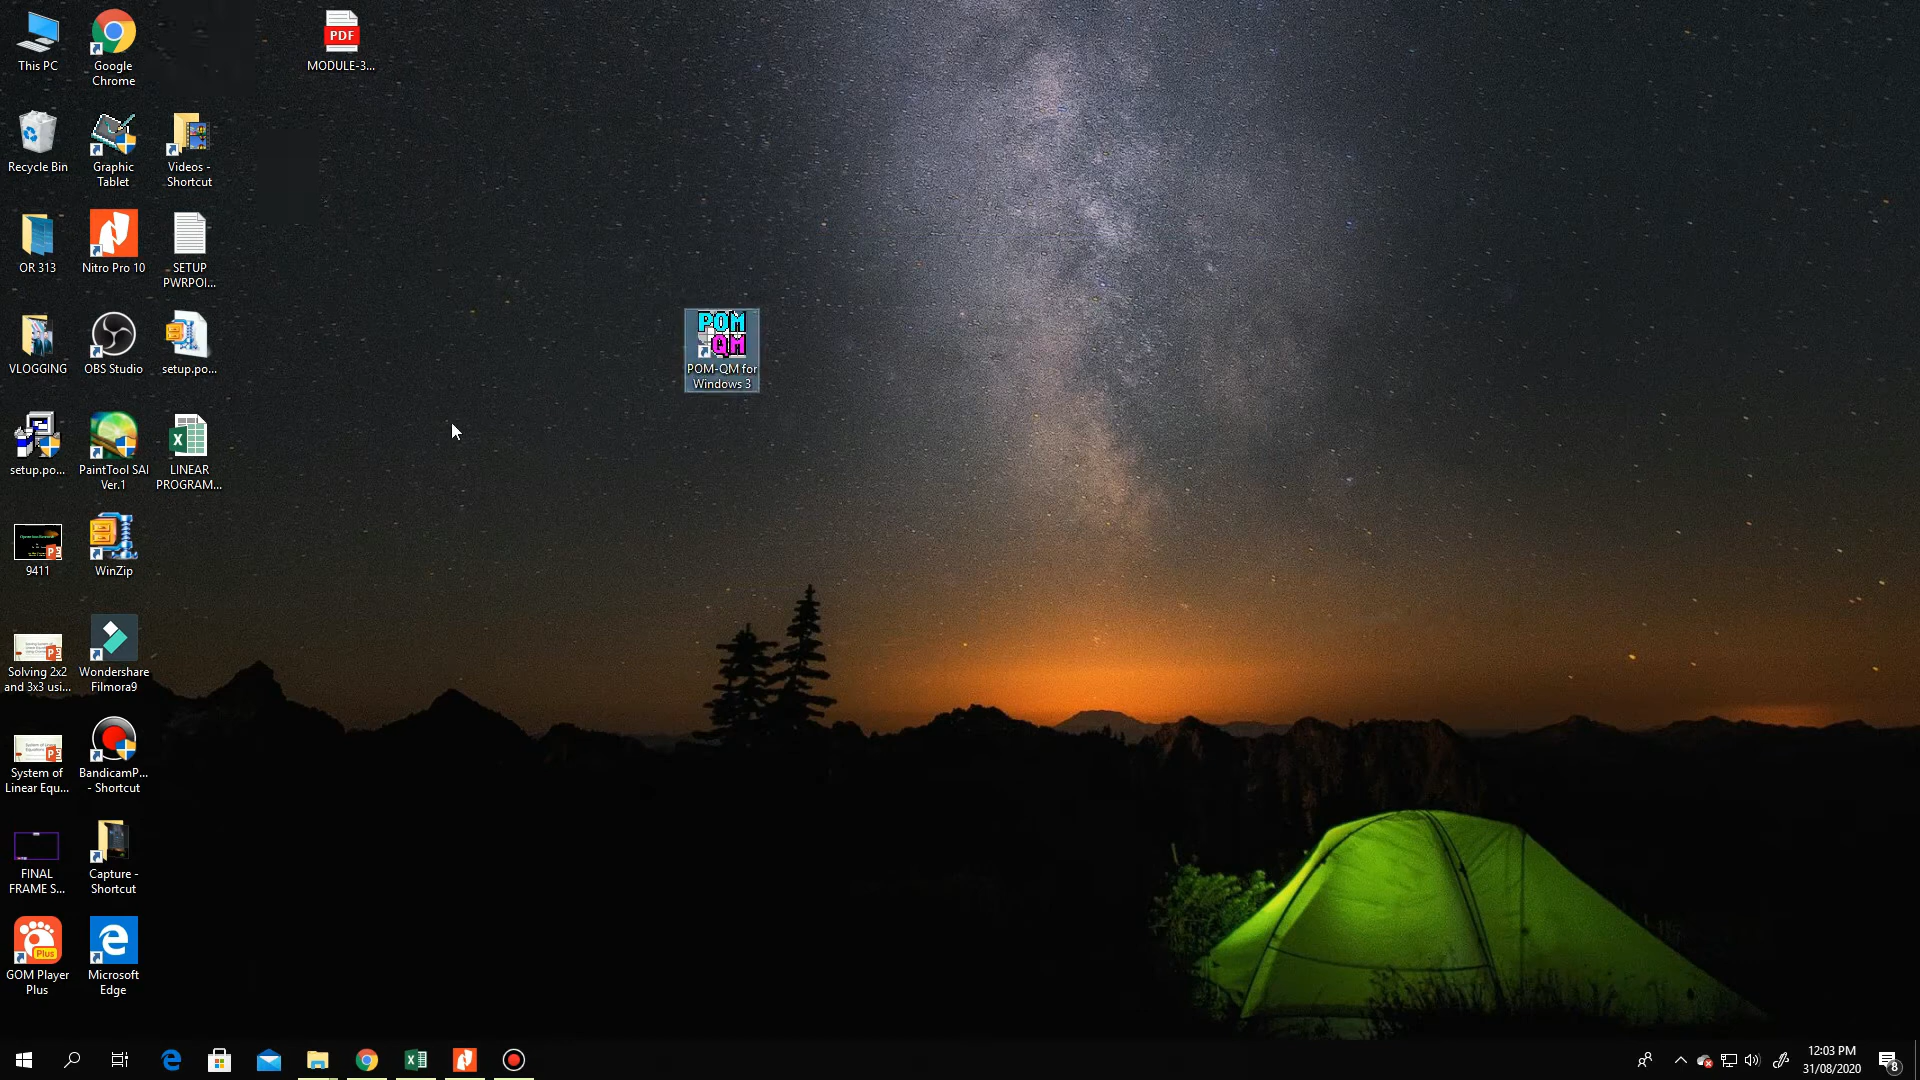 This PC
Google
Chrome
PDF
MODULE-3...
Recycle Bin
Graphic
Tablet
Videos -
Shortcut
OR 313
Nitro Pro 10
SETUP
PWRPOI...
VLOGGING
OBS Studio
setup.po...
POM
QM
POM-QM for
Windows 3
setup.po...
PaintTool SAI
Ver.1
LINEAR
PROGRAM...
9411
WinZip
Solving 2x2
and 3x3 usi...
Wondershare
Filmora9
System of
Linear Equ...
BandicamP...
- Shortcut
FINAL
FRAME S...
Capture -
Shortcut
Plus
GOM Player
Plus
Microsoft
Edge
12:03 PM
31/08/2020
8